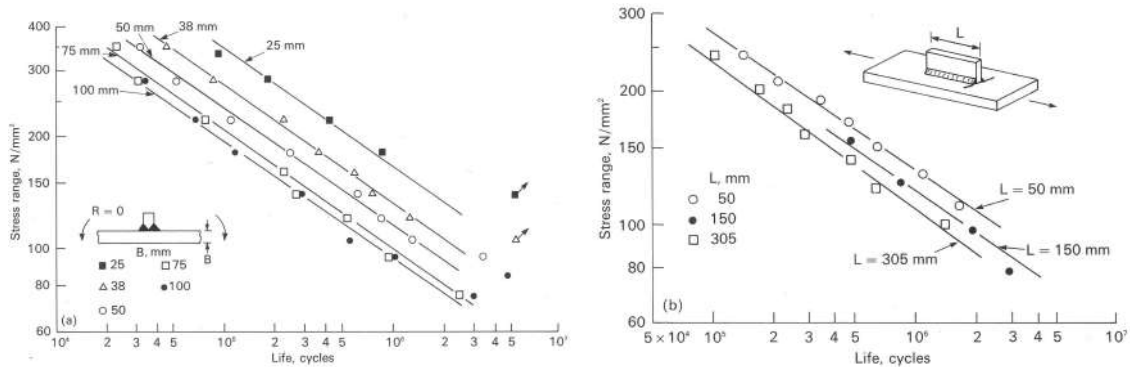 400
300
200
150
100
80
60
Stress range, N/mm²
50 mm
38 mm
75 mm
25 mm
100 mm
R = 0
B
B, mm
25
75
38
100
50
(a)
10⁴ 2 3 4 5 10⁵ 2 3 4 5 10⁶ 2 3 4 5 10⁷
Life, cycles
300
200
150
100
80
60
Stress range, N/mm²
L
L, mm
50
150
305
L = 50 mm
L = 150 mm
L = 305 mm
(b)
5 × 10⁴ 10⁵ 2 3 4 5 10⁶ 2 3 4 5 10⁷
Life, cycles